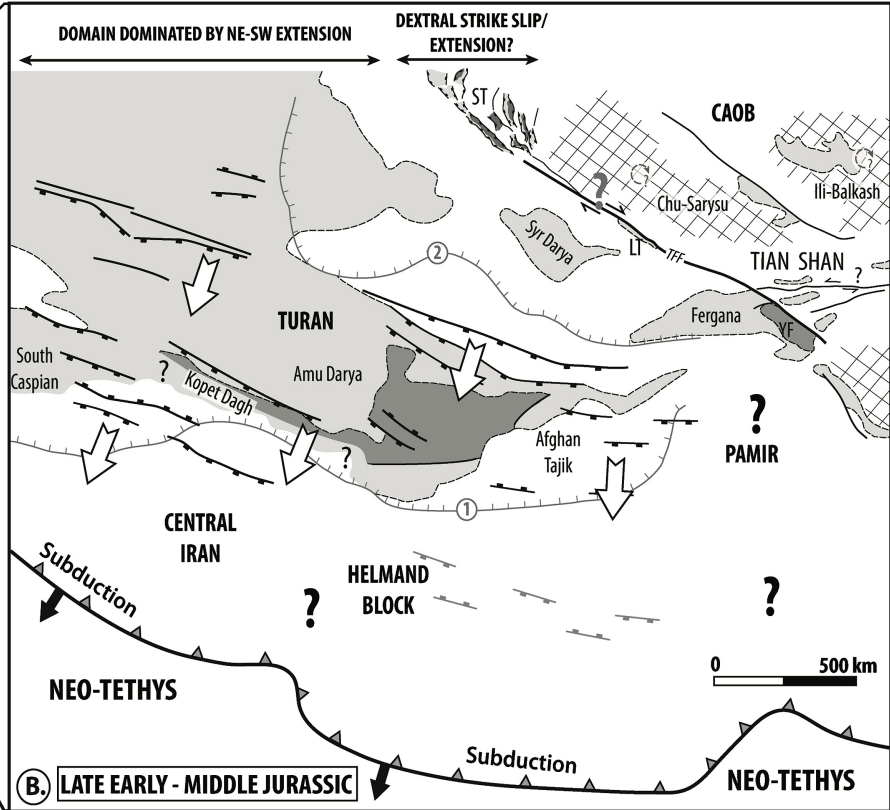 DOMAIN DOMINATED BY NE-SW EXTENSION
DEXTRAL STRIKE SLIP/
EXTENSION?
ST
CAOB
?
Chu-Sarysu
Ili-Balkash
Syr Darya
LT
TFF
TIAN SHAN
?
2
TURAN
Fergana
YF
South
Caspian
?
Kopet Dagh
Amu Darya
?
Afghan
Tajik
?
PAMIR
1
CENTRAL
IRAN
Subduction
HELMAND
BLOCK
?
?
0 500 km
NEO-TETHYS
Subduction
NEO-TETHYS
B. LATE EARLY - MIDDLE JURASSIC